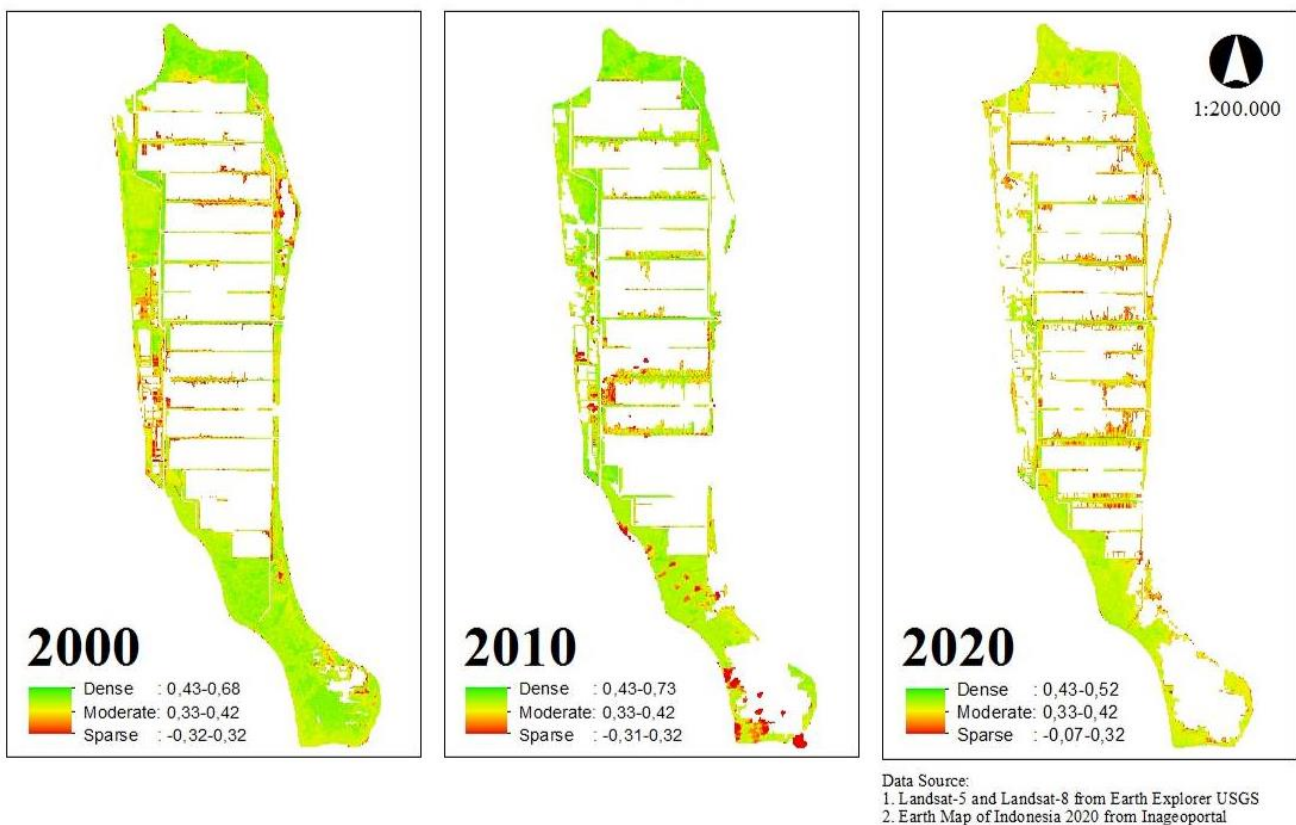 2000
Dense : 0,43-0,68
Moderate: 0,33-0,42
Sparse : -0,32-0,32
2010
Dense : 0,43-0,73
Moderate: 0,33-0,42
Sparse : -0,31-0,32
1:200.000
2020
Dense : 0,43-0,52
Moderate: 0,33-0,42
Sparse : -0,07-0,32
Data Source:
1. Landsat-5 and Landsat-8 from Earth Explorer USGS
2. Earth Map of Indonesia 2020 from Inageoportal